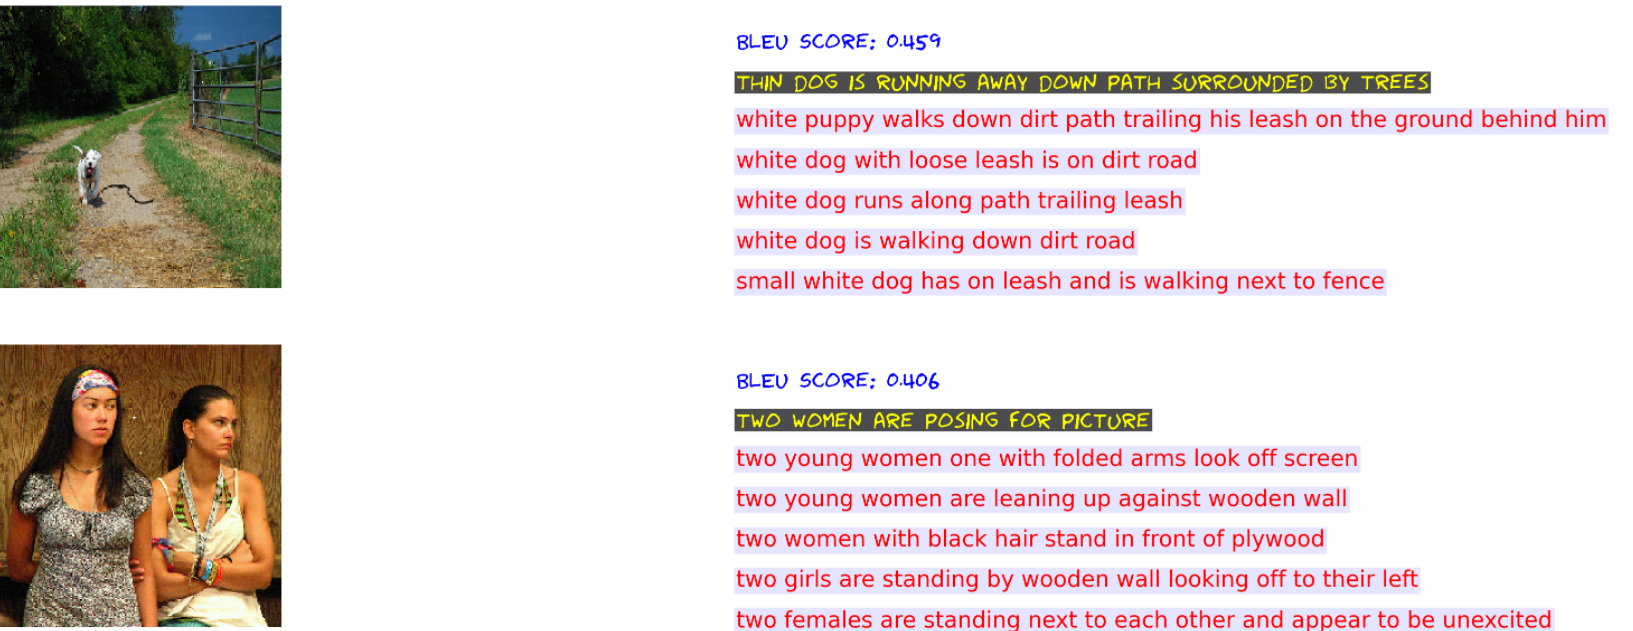 BLEU SCORE: 0.459
THIN DOG IS RUNNING AWAY DOWN PATH SURROUNDED BY TREES
white puppy walks down dirt path trailing his leash on the ground behind him
white dog with loose leash is on dirt road
white dog runs along path trailing leash
white dog is walking down dirt road
small white dog has on leash and is walking next to fence
BLEU SCORE: 0.406
TWO WOMEN ARE POSING FOR PICTURE
two young women one with folded arms look off screen
two young women are leaning up against wooden wall
two women with black hair stand in front of plywood
two girls are standing by wooden wall looking off to their left
two females are standing next to each other and appear to be unexcited